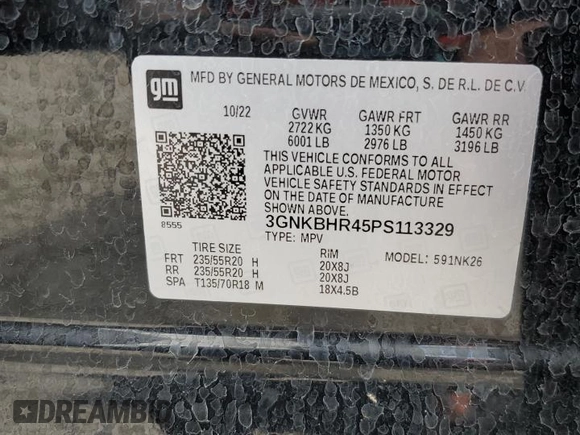 gm MFD BY GENERAL MOTORS DE MEXICO, S. DE R.L. DE C.V.
10/22 GVWR GAWR FRT GAWR RR
2722 KG 1350 KG 1450 KG
6001 LB 2976 LB 3196 LB
THIS VEHICLE CONFORMS TO ALL
APPLICABLE U.S. FEDERAL MOTOR
VEHICLE SAFETY STANDARDS IN EFFECT
ON THE DATE OF MANUFACTURE
SHOWN ABOVE.
8555 3GNKBHR45PS113329
TYPE: MPV
TIRE SIZE RIM MODEL: 591NK26
FRT 235/55R20 H 20X8J
RR 235/55R20 H 20X8J
SPA T135/70R18 M 18X4.5B
DREAMBID